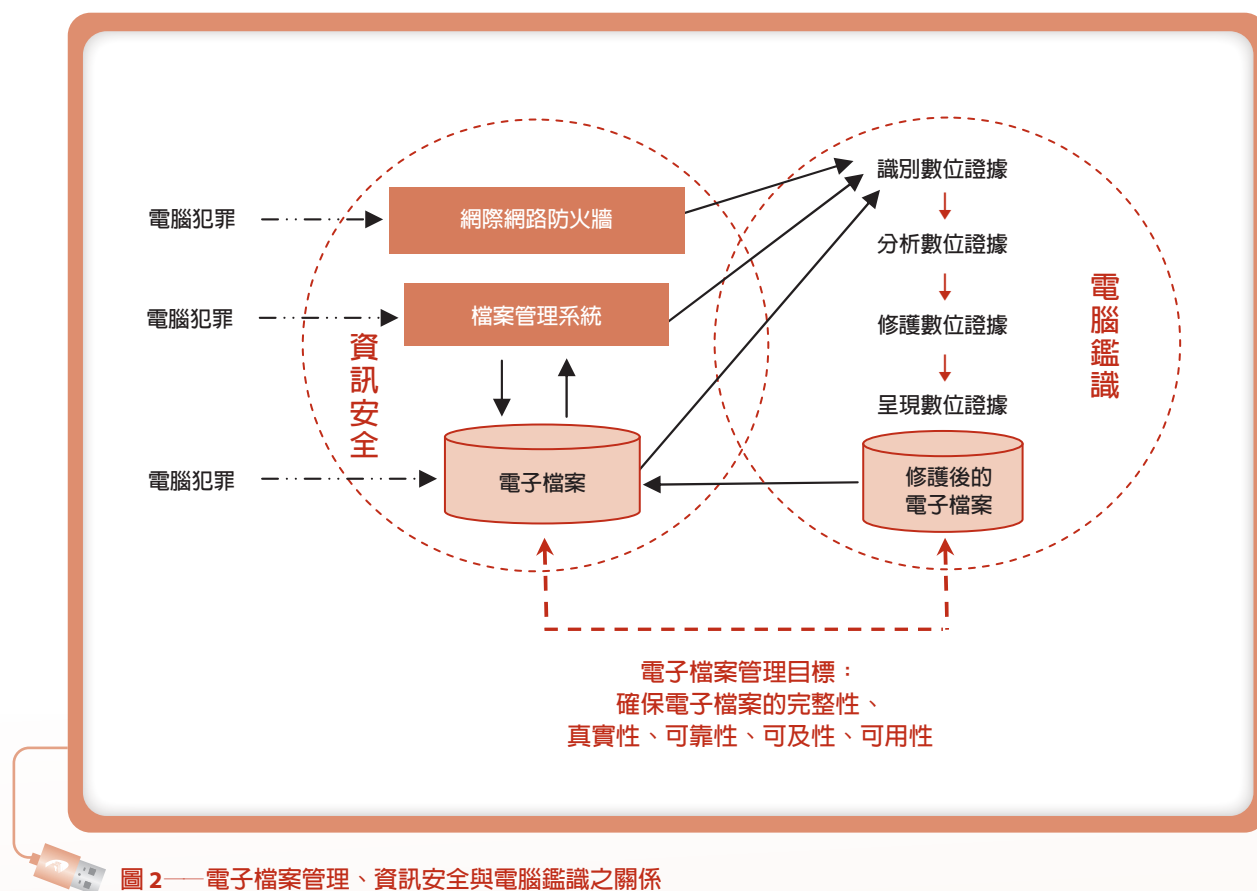 電腦犯罪
網際網路防火牆
電腦犯罪
檔案管理系統
資訊安全
電腦犯罪
電子檔案
識別數位證據
分析數位證據
修護數位證據
呈現數位證據
修護後的
電子檔案
電腦鑑識
電子檔案管理目標：
確保電子檔案的完整性、
真實性、可靠性、可及性、可用性
圖2──電子檔案管理、資訊安全與電腦鑑識之關係